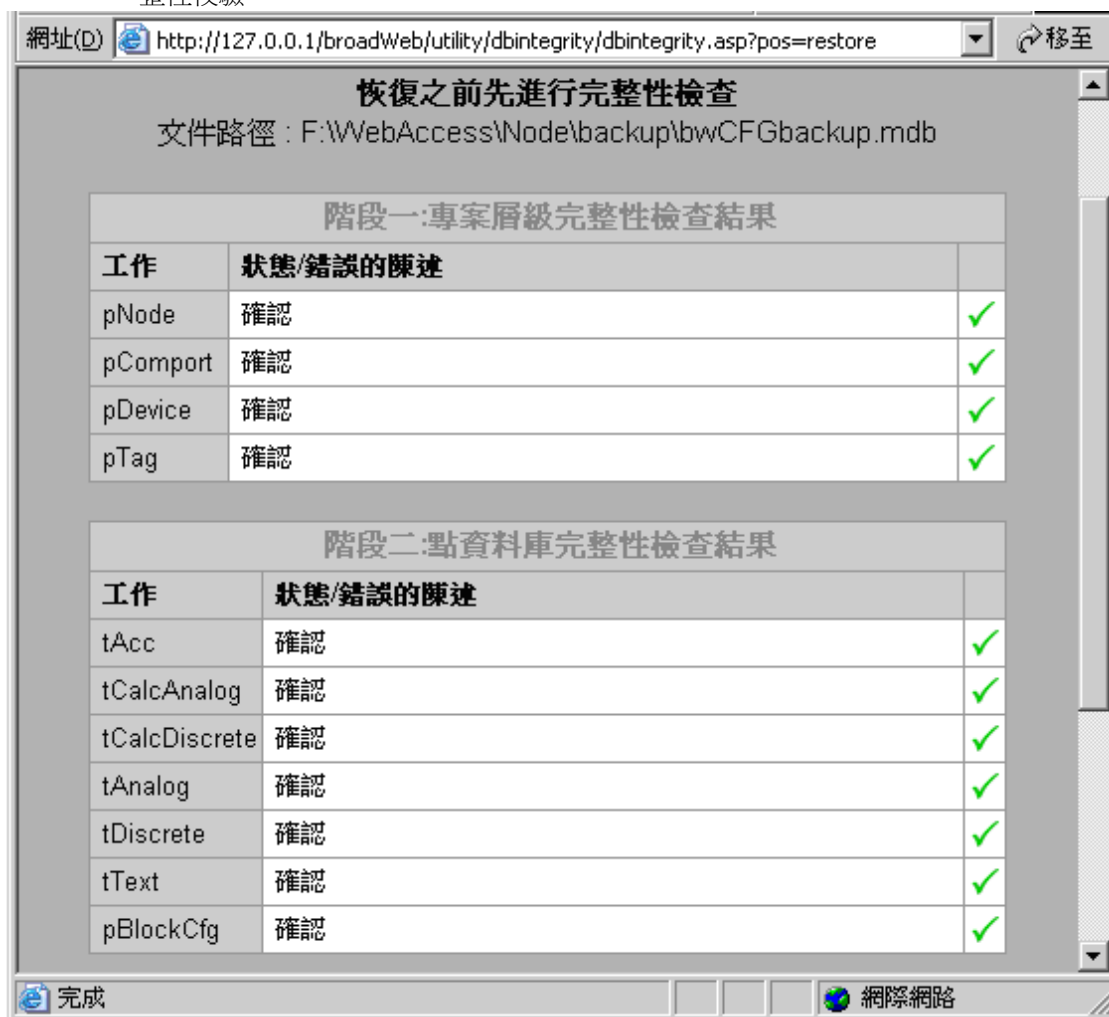 整性校驗
網址(D) http://127.0.0.1/broadWeb/utility/dbintegrity/dbintegrity.asp?pos=restore 移至
恢復之前先進行完整性檢查
文件路徑 : F:\WebAccess\Node\backup\bwCFGbackup.mdb
階段一:專案層級完整性檢查結果
工作 狀態/錯誤的陳述
pNode 確認
pComport 確認
pDevice 確認
pTag 確認
階段二:點資料庫完整性檢查結果
工作 狀態/錯誤的陳述
tAcc 確認
tCalcAnalog 確認
tCalcDiscrete 確認
tAnalog 確認
tDiscrete 確認
tText 確認
pBlockCfg 確認
完成 網際網路